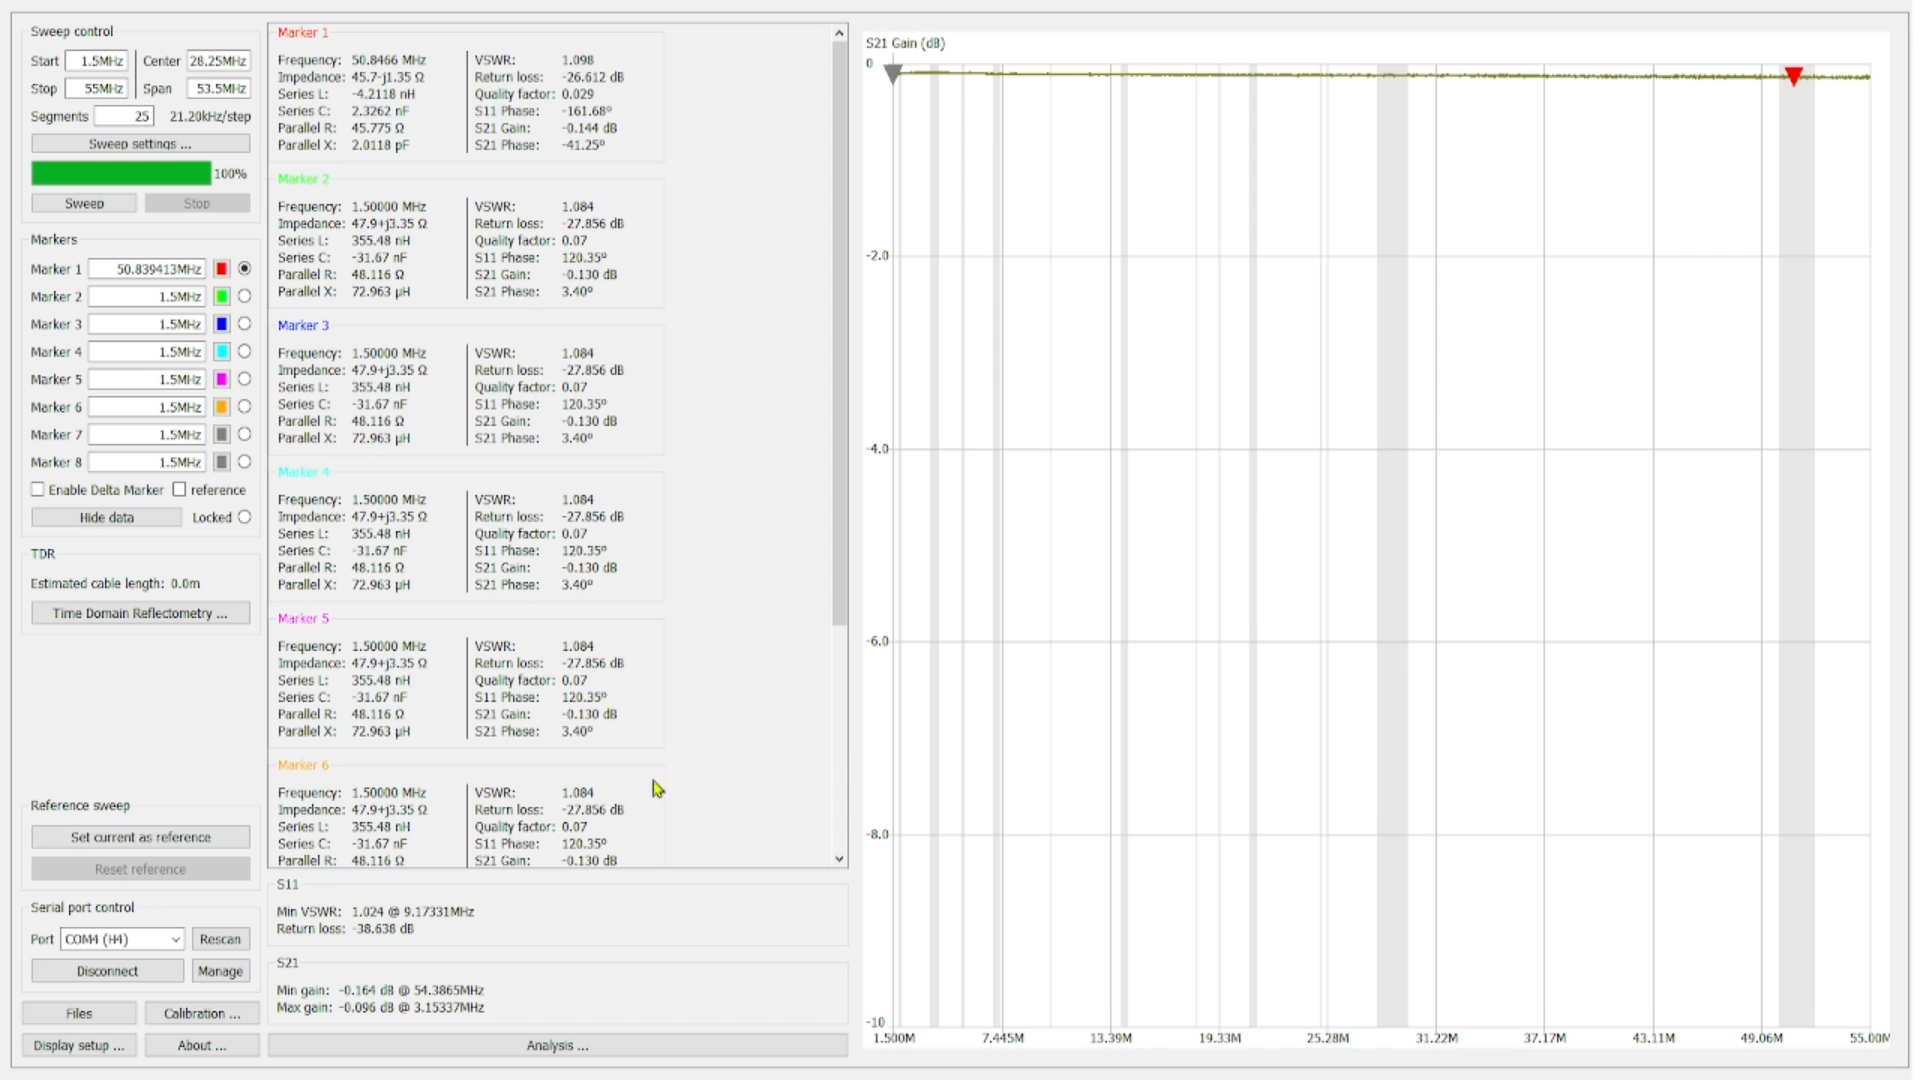 Sweep control
Start 1.5MHz Center 28.25MHz
Stop 55MHz Span 53.5MHz
Segments 25 21.20kHz/step
Sweep settings ...
100%
Sweep Stop
Markers
Marker 1 50.839413MHz
Marker 2 1.5MHz
Marker 3 1.5MHz
Marker 4 1.5MHz
Marker 5 1.5MHz
Marker 6 1.5MHz
Marker 7 1.5MHz
Marker 8 1.5MHz
Enable Delta Marker reference
Hide data Locked
TDR
Estimated cable length: 0.0m
Time Domain Reflectometry ...
Reference sweep
Set current as reference
Reset reference
Serial port control
Port COM4 (H4) Rescan
Disconnect Manage
Files Calibration ...
Display setup ... About ...
Marker 1
Frequency: 50.8466 MHz VSWR: 1.098
Impedance: 45.7-j1.35 Ω Return loss: -26.612 dB
Series L: -4.2118 nH Quality factor: 0.029
Series C: 2.3262 nF S11 Phase: -161.68°
Parallel R: 45.775 Ω S21 Gain: -0.144 dB
Parallel X: 2.0118 pF S21 Phase: -41.25°
Marker 2
Frequency: 1.50000 MHz VSWR: 1.084
Impedance: 47.9+j3.35 Ω Return loss: -27.856 dB
Series L: 355.48 nH Quality factor: 0.07
Series C: -31.67 nF S11 Phase: 120.35°
Parallel R: 48.116 Ω S21 Gain: -0.130 dB
Parallel X: 72.963 μH S21 Phase: 3.40°
Marker 3
Frequency: 1.50000 MHz VSWR: 1.084
Impedance: 47.9+j3.35 Ω Return loss: -27.856 dB
Series L: 355.48 nH Quality factor: 0.07
Series C: -31.67 nF S11 Phase: 120.35°
Parallel R: 48.116 Ω S21 Gain: -0.130 dB
Parallel X: 72.963 μH S21 Phase: 3.40°
Marker 4
Frequency: 1.50000 MHz VSWR: 1.084
Impedance: 47.9+j3.35 Ω Return loss: -27.856 dB
Series L: 355.48 nH Quality factor: 0.07
Series C: -31.67 nF S11 Phase: 120.35°
Parallel R: 48.116 Ω S21 Gain: -0.130 dB
Parallel X: 72.963 μH S21 Phase: 3.40°
Marker 5
Frequency: 1.50000 MHz VSWR: 1.084
Impedance: 47.9+j3.35 Ω Return loss: -27.856 dB
Series L: 355.48 nH Quality factor: 0.07
Series C: -31.67 nF S11 Phase: 120.35°
Parallel R: 48.116 Ω S21 Gain: -0.130 dB
Parallel X: 72.963 μH S21 Phase: 3.40°
Marker 6
Frequency: 1.50000 MHz VSWR: 1.084
Impedance: 47.9+j3.35 Ω Return loss: -27.856 dB
Series L: 355.48 nH Quality factor: 0.07
Series C: -31.67 nF S11 Phase: 120.35°
Parallel R: 48.116 Ω S21 Gain: -0.130 dB
S11
Min VSWR: 1.024 @ 9.17331MHz
Return loss: -38.638 dB
S21
Min gain: -0.164 dB @ 54.3865MHz
Max gain: -0.096 dB @ 3.15337MHz
Analysis ...
S21 Gain (dB)
0
-2.0
-4.0
-6.0
-8.0
-10
1.500M 7.445M 13.39M 19.33M 25.28M 31.22M 37.17M 43.11M 49.06M 55.00M